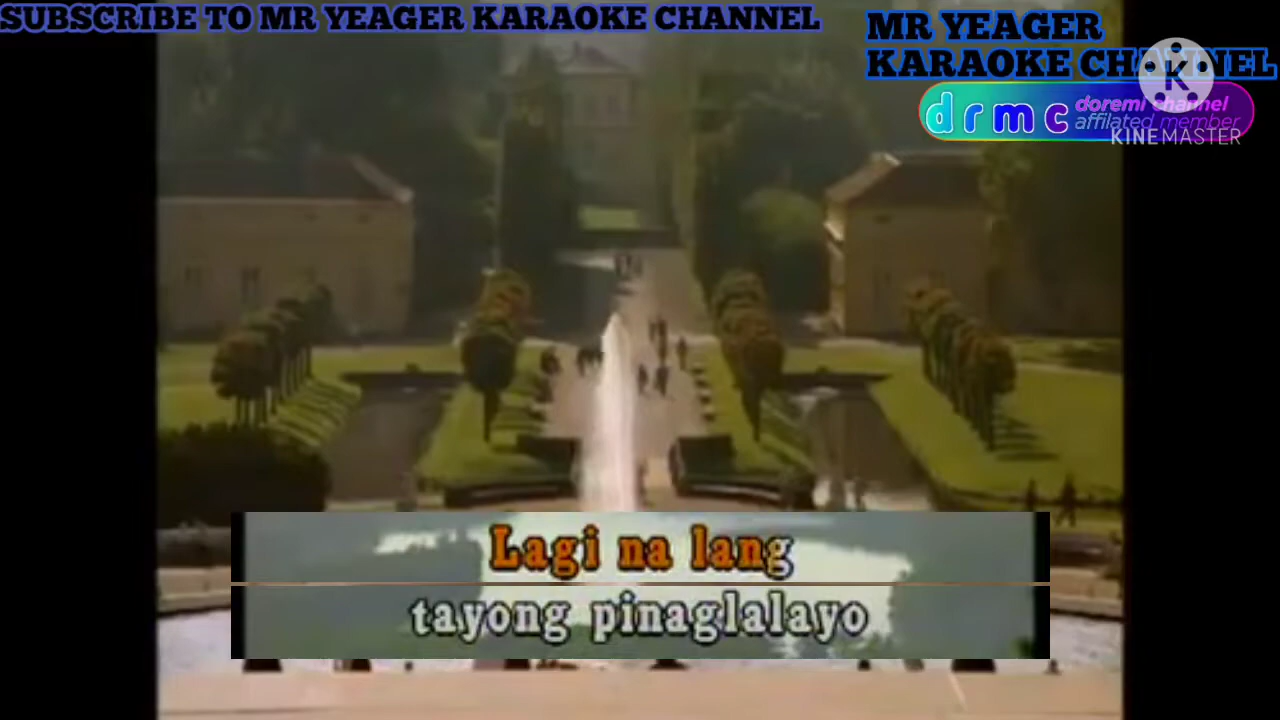 SUBSCRIBE TO MR YEAGER KARAOKE CHANNEL
MR YEAGER
KARAOKE CHANNEL
K
drmc doremi channel
affilated member
KINEMASTER
Lagi na lang
tayong pinaglalayo